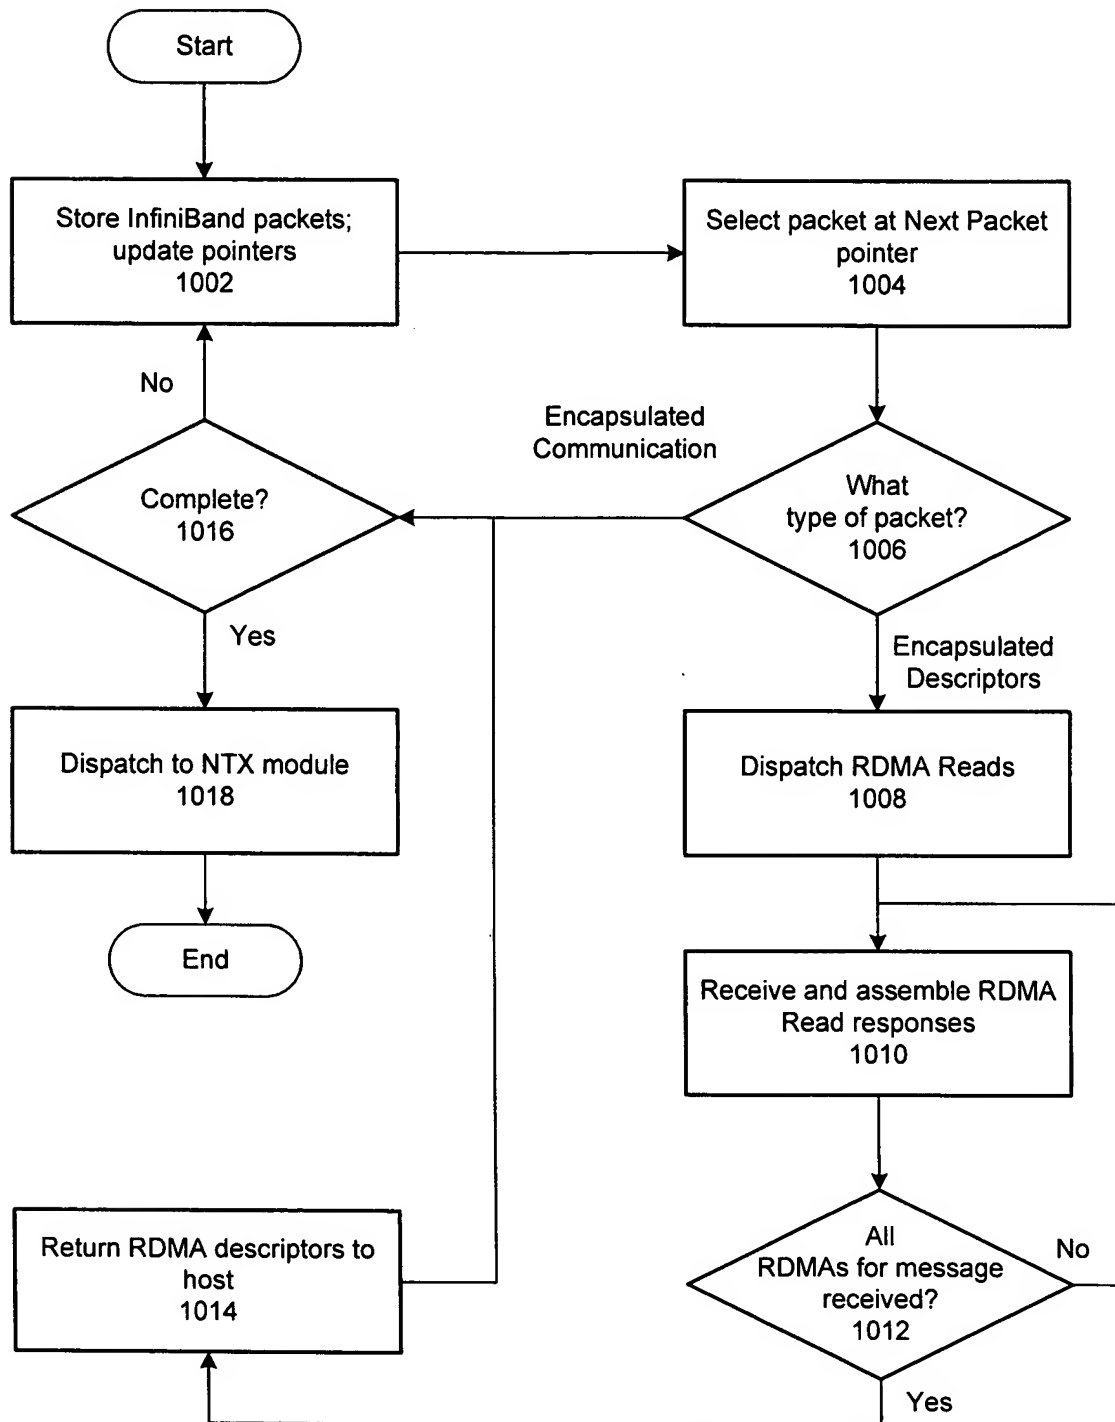 Start
Store InfiniBand packets;
update pointers
1002
Select packet at Next Packet
pointer
1004
No
Encapsulated
Communication
Complete?
1016
What
type of packet?
1006
Yes
Encapsulated
Descriptors
Dispatch to NTX module
1018
Dispatch RDMA Reads
1008
End
Receive and assemble RDMA
Read responses
1010
Return RDMA descriptors to
host
1014
All
RDMAs for message
received?
1012
No
Yes